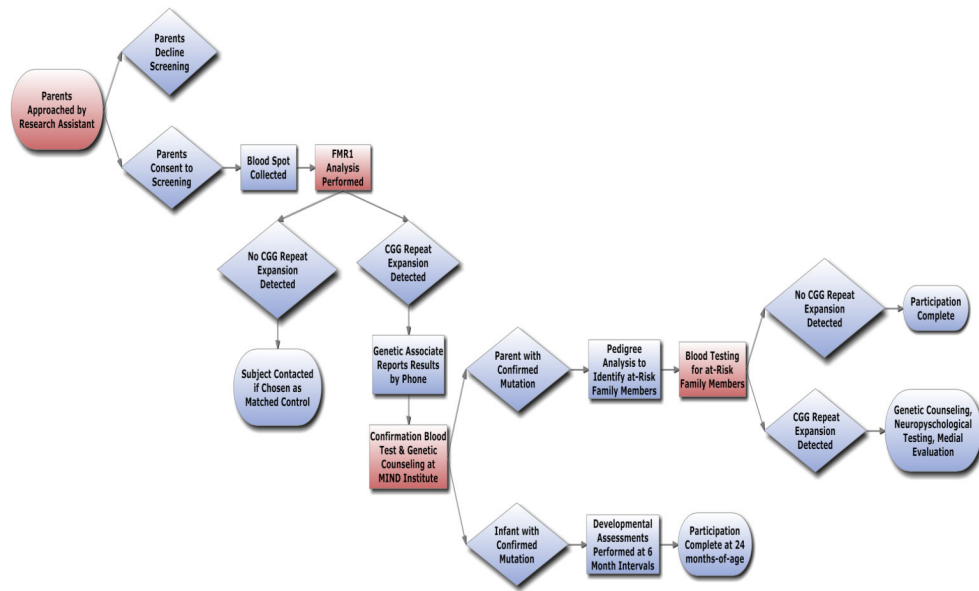 Parents
Decline
Screening
Parents
Approached by
Research Assistant
Parents
Consent to
Screening
Blood Spot
Collected
FMR1
Analysis
Performed
No CGG Repeat
Expansion
Detected
CGG Repeat
Expansion
Detected
Subject Contacted
if Chosen as
Matched Control
Genetic Associate
Reports Results
by Phone
Confirmation Blood
Test & Genetic
Counseling at
MIND Institute
Parent with
Confirmed
Mutation
Pedigree
Analysis to
Identify at-Risk
Family Members
Blood Testing
for at-Risk
Family Members
No CGG Repeat
Expansion
Detected
Participation
Complete
CGG Repeat
Expansion
Detected
Genetic Counseling,
Neuropyschological
Testing, Medial
Evaluation
Infant with
Confirmed
Mutation
Developmental
Assessments
Performed at 6
Month Intervals
Participation
Complete at 24
months-of-age